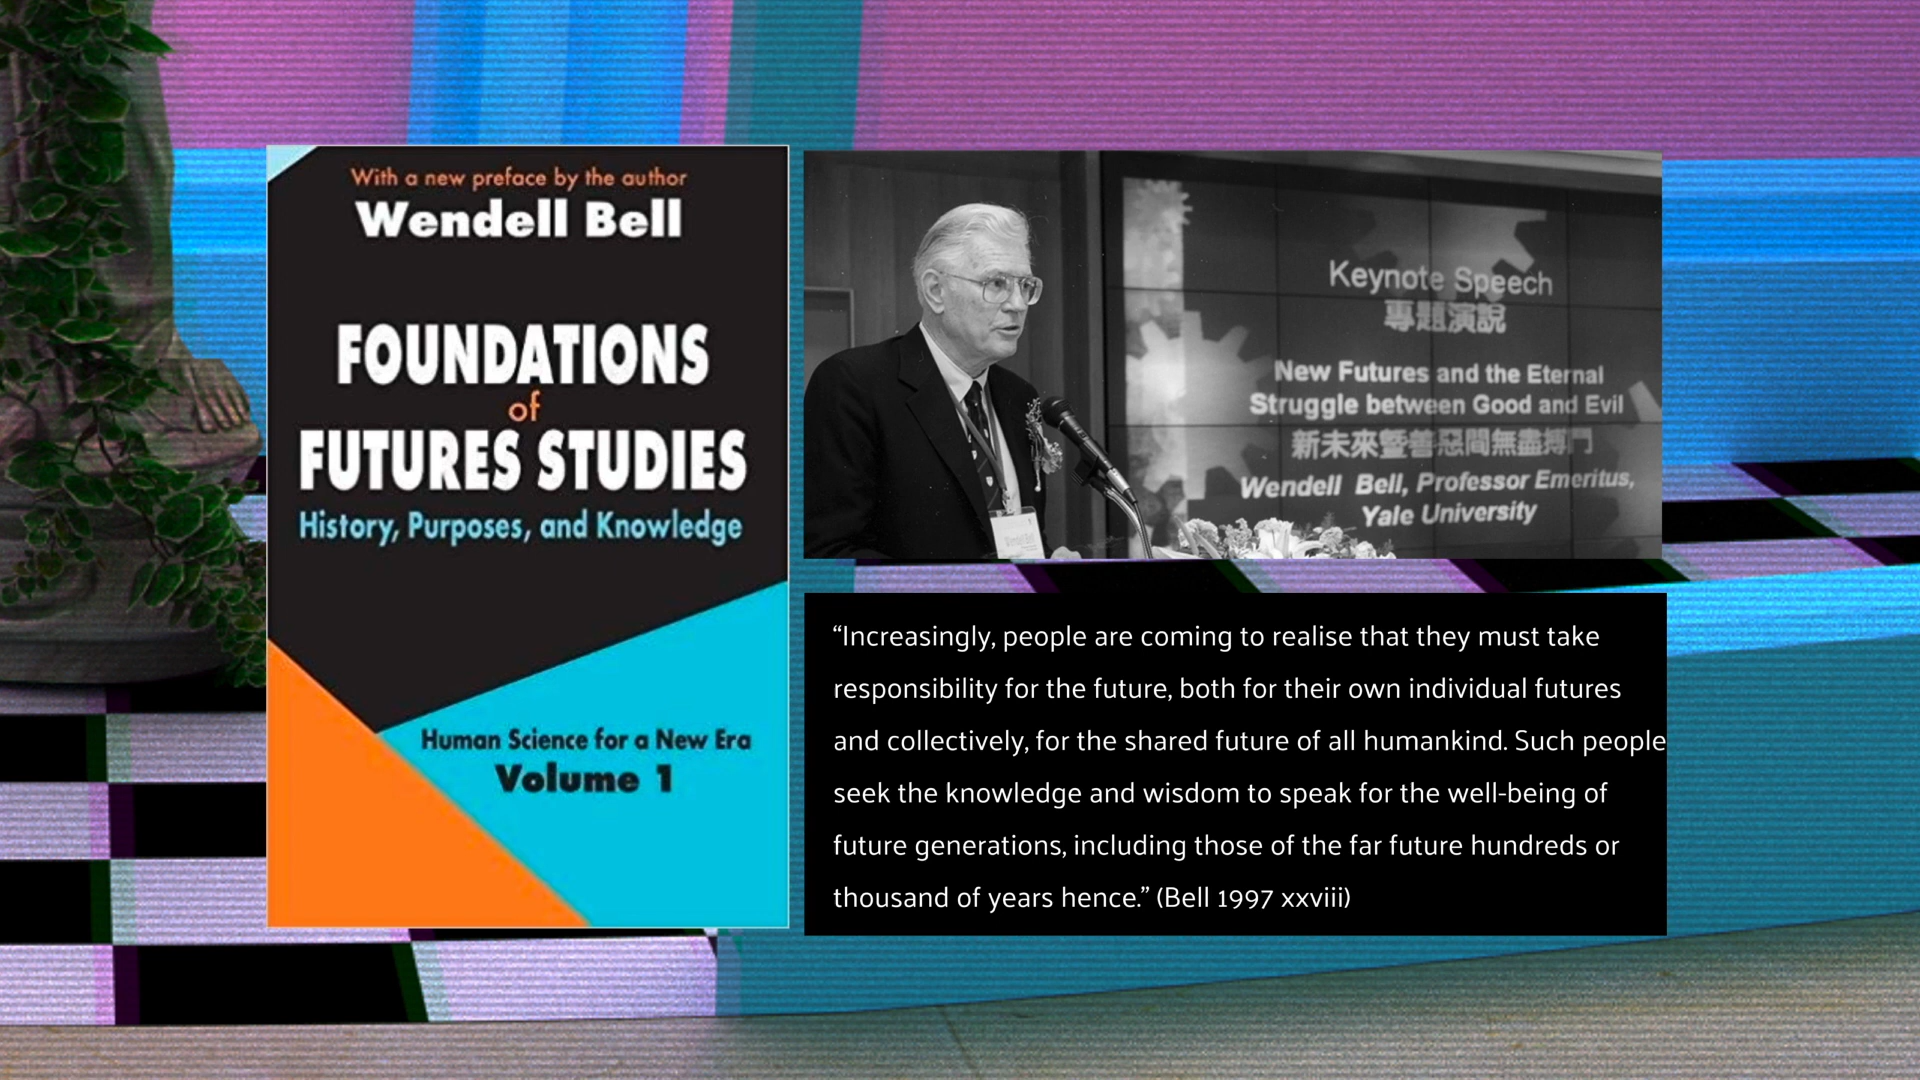 With a new preface by the author
Wendell Bell
FOUNDATIONS
of
FUTURES STUDIES
History, Purposes, and Knowledge
Human Science for a New Era
Volume 1
Keynote Speech
專題演說
New Futures and the Eternal
Struggle between Good and Evil
新未來暨善惡間無盡搏鬥
Wendell Bell, Professor Emeritus,
Yale University
“Increasingly, people are coming to realise that they must take
responsibility for the future, both for their own individual futures
and collectively, for the shared future of all humankind. Such people
seek the knowledge and wisdom to speak for the well-being of
future generations, including those of the far future hundreds or
thousand of years hence.” (Bell 1997 xxviii)